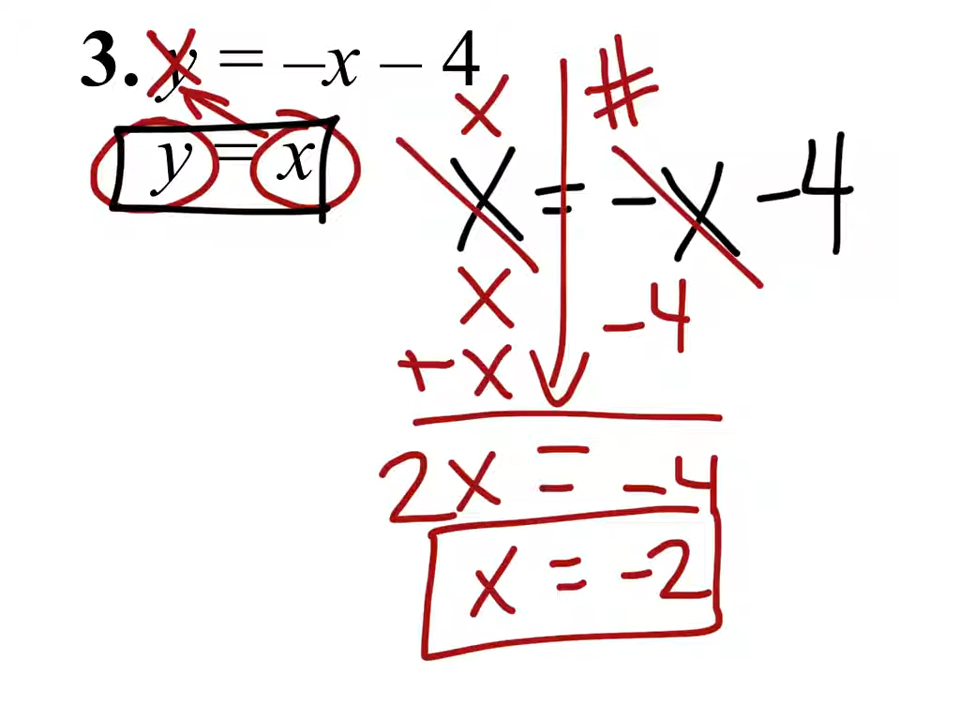 3. y = –x – 4
x #
y = x
x = -x -4
x -4
+x
2x = -4
x = -2